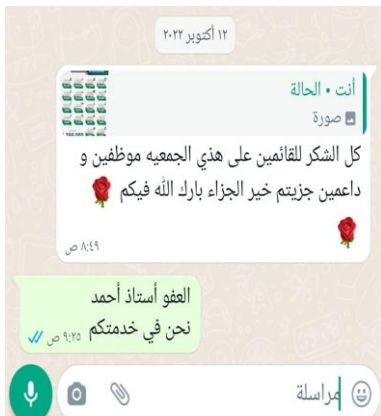 ١٢ أكتوبر ٢٠٢٢
أنت • الحالة
صورة
كل الشكر للقائمين على هذي الجمعيه موظفين و
داعمين جزيتم خير الجزاء بارك الله فيكم 🌹
🌹
٨:٤٩ ص
العفو أستاذ أحمد
نحن في خدمتكم
٩:٢٥ ص
مراسلة